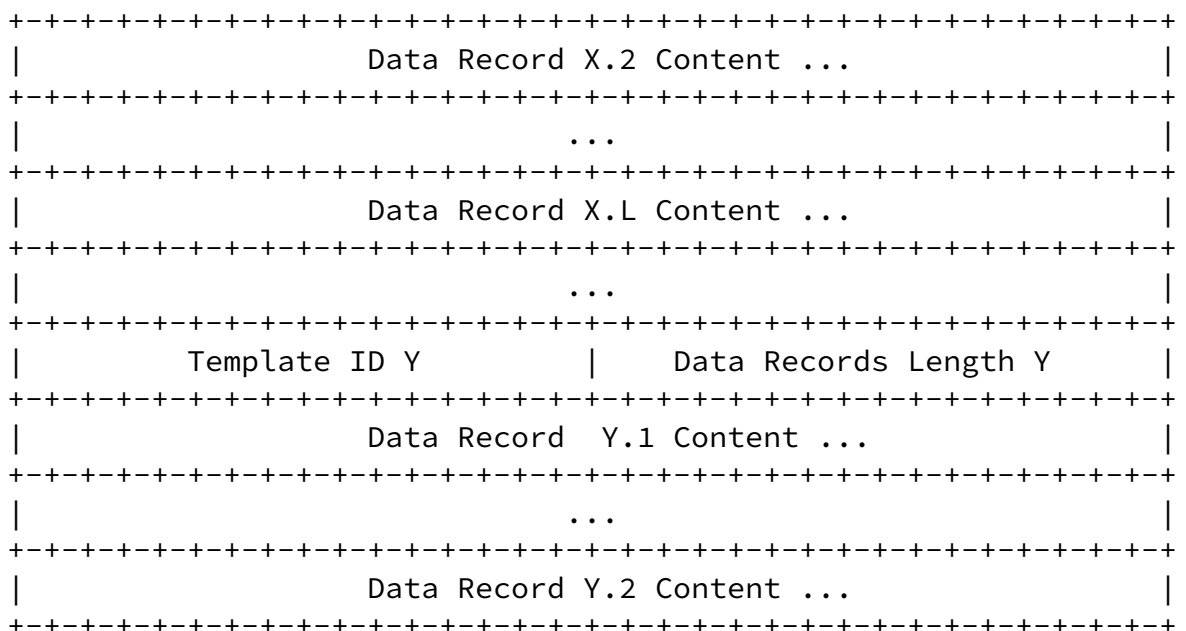 +-+-+-+-+-+-+-+-+-+-+-+-+-+-+-+-+-+-+-+-+-+-+-+-+-+-+-+-+-+-+-+-+
|                   Data Record X.2 Content ...                 |
+-+-+-+-+-+-+-+-+-+-+-+-+-+-+-+-+-+-+-+-+-+-+-+-+-+-+-+-+-+-+-+-+
|                              ...                              |
+-+-+-+-+-+-+-+-+-+-+-+-+-+-+-+-+-+-+-+-+-+-+-+-+-+-+-+-+-+-+-+-+
|                   Data Record X.L Content ...                 |
+-+-+-+-+-+-+-+-+-+-+-+-+-+-+-+-+-+-+-+-+-+-+-+-+-+-+-+-+-+-+-+-+
|                              ...                              |
+-+-+-+-+-+-+-+-+-+-+-+-+-+-+-+-+-+-+-+-+-+-+-+-+-+-+-+-+-+-+-+-+
|         Template ID Y         |    Data Records Length Y      |
+-+-+-+-+-+-+-+-+-+-+-+-+-+-+-+-+-+-+-+-+-+-+-+-+-+-+-+-+-+-+-+-+
|                   Data Record  Y.1 Content ...                |
+-+-+-+-+-+-+-+-+-+-+-+-+-+-+-+-+-+-+-+-+-+-+-+-+-+-+-+-+-+-+-+-+
|                              ...                              |
+-+-+-+-+-+-+-+-+-+-+-+-+-+-+-+-+-+-+-+-+-+-+-+-+-+-+-+-+-+-+-+-+
|                   Data Record Y.2 Content ...                 |
+-+-+-+-+-+-+-+-+-+-+-+-+-+-+-+-+-+-+-+-+-+-+-+-+-+-+-+-+-+-+-+-+